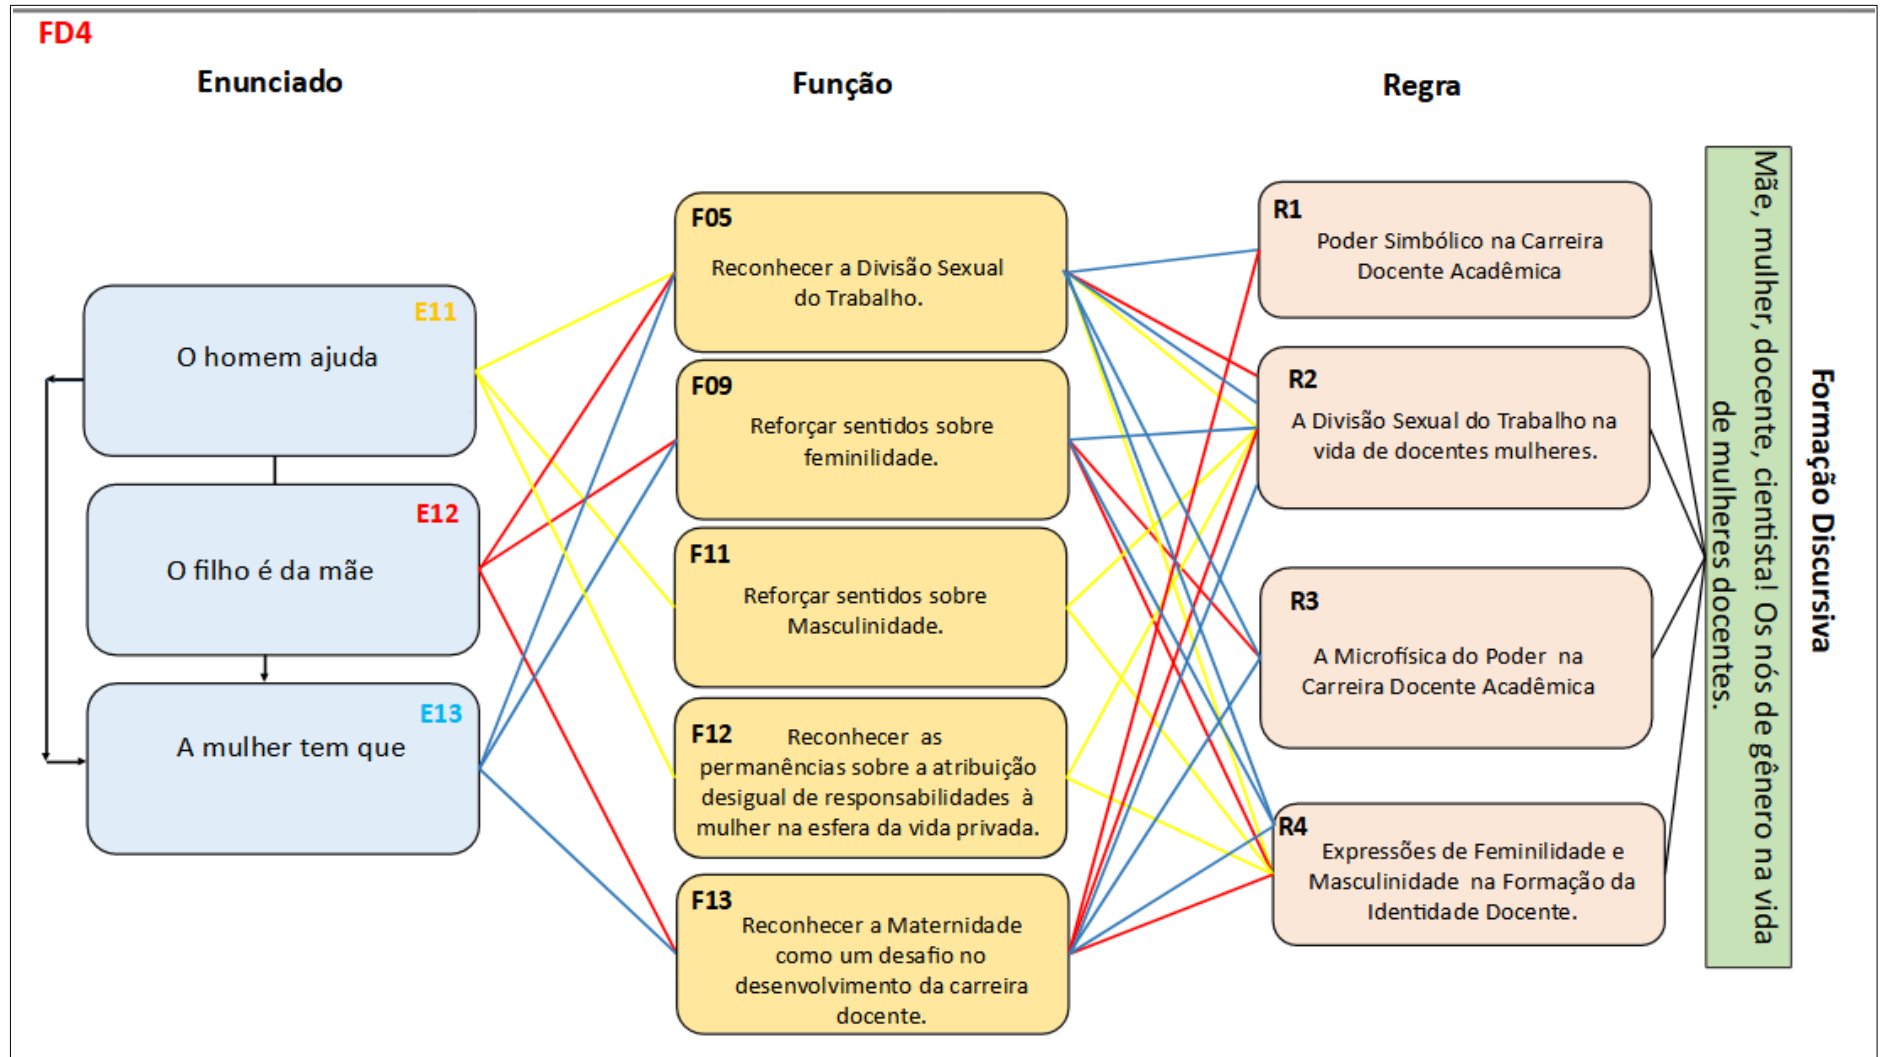 FD4
Enunciado
Função
Regra
E11
O homem ajuda
E12
O filho é da mãe
E13
A mulher tem que
F05
Reconhecer a Divisão Sexual
do Trabalho.
F09
Reforçar sentidos sobre
feminilidade.
F11
Reforçar sentidos sobre
Masculinidade.
F12 Reconhecer as
permanências sobre a atribuição
desigual de responsabilidades à
mulher na esfera da vida privada.
F13
Reconhecer a Maternidade
como um desafio no
desenvolvimento da carreira
docente.
R1
Poder Simbólico na Carreira
Docente Acadêmica
R2
A Divisão Sexual do Trabalho na
vida de docentes mulheres.
R3
A Microfísica do Poder na
Carreira Docente Acadêmica
R4
Expressões de Feminilidade e
Masculinidade na Formação da
Identidade Docente.
Mãe, mulher, docente, cientista! Os nós de gênero na vida
de mulheres docentes.
Formação Discursiva